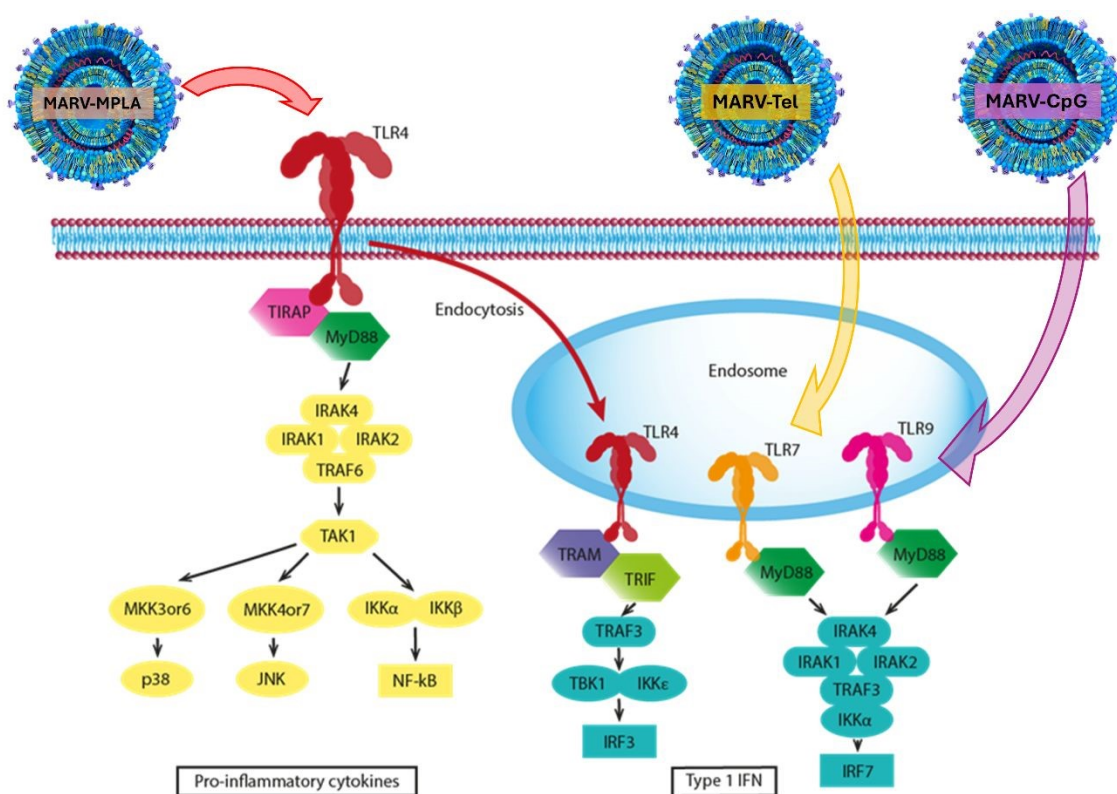 MARV-MPLA
MARV-Tel
MARV-CpG
TLR4
TIRAP
MyD88
Endocytosis
Endosome
IRAK4
IRAK1
IRAK2
TRAF6
TAK1
MKK3or6
MKK4or7
IKKα
IKKβ
p38
JNK
NF-kB
TLR4
TLR7
TLR9
TRAM
TRIF
MyD88
MyD88
TRAF3
TBK1
IKKε
IRF3
IRAK4
IRAK1
IRAK2
TRAF3
IKKα
IRF7
Pro-inflammatory cytokines
Type 1 IFN